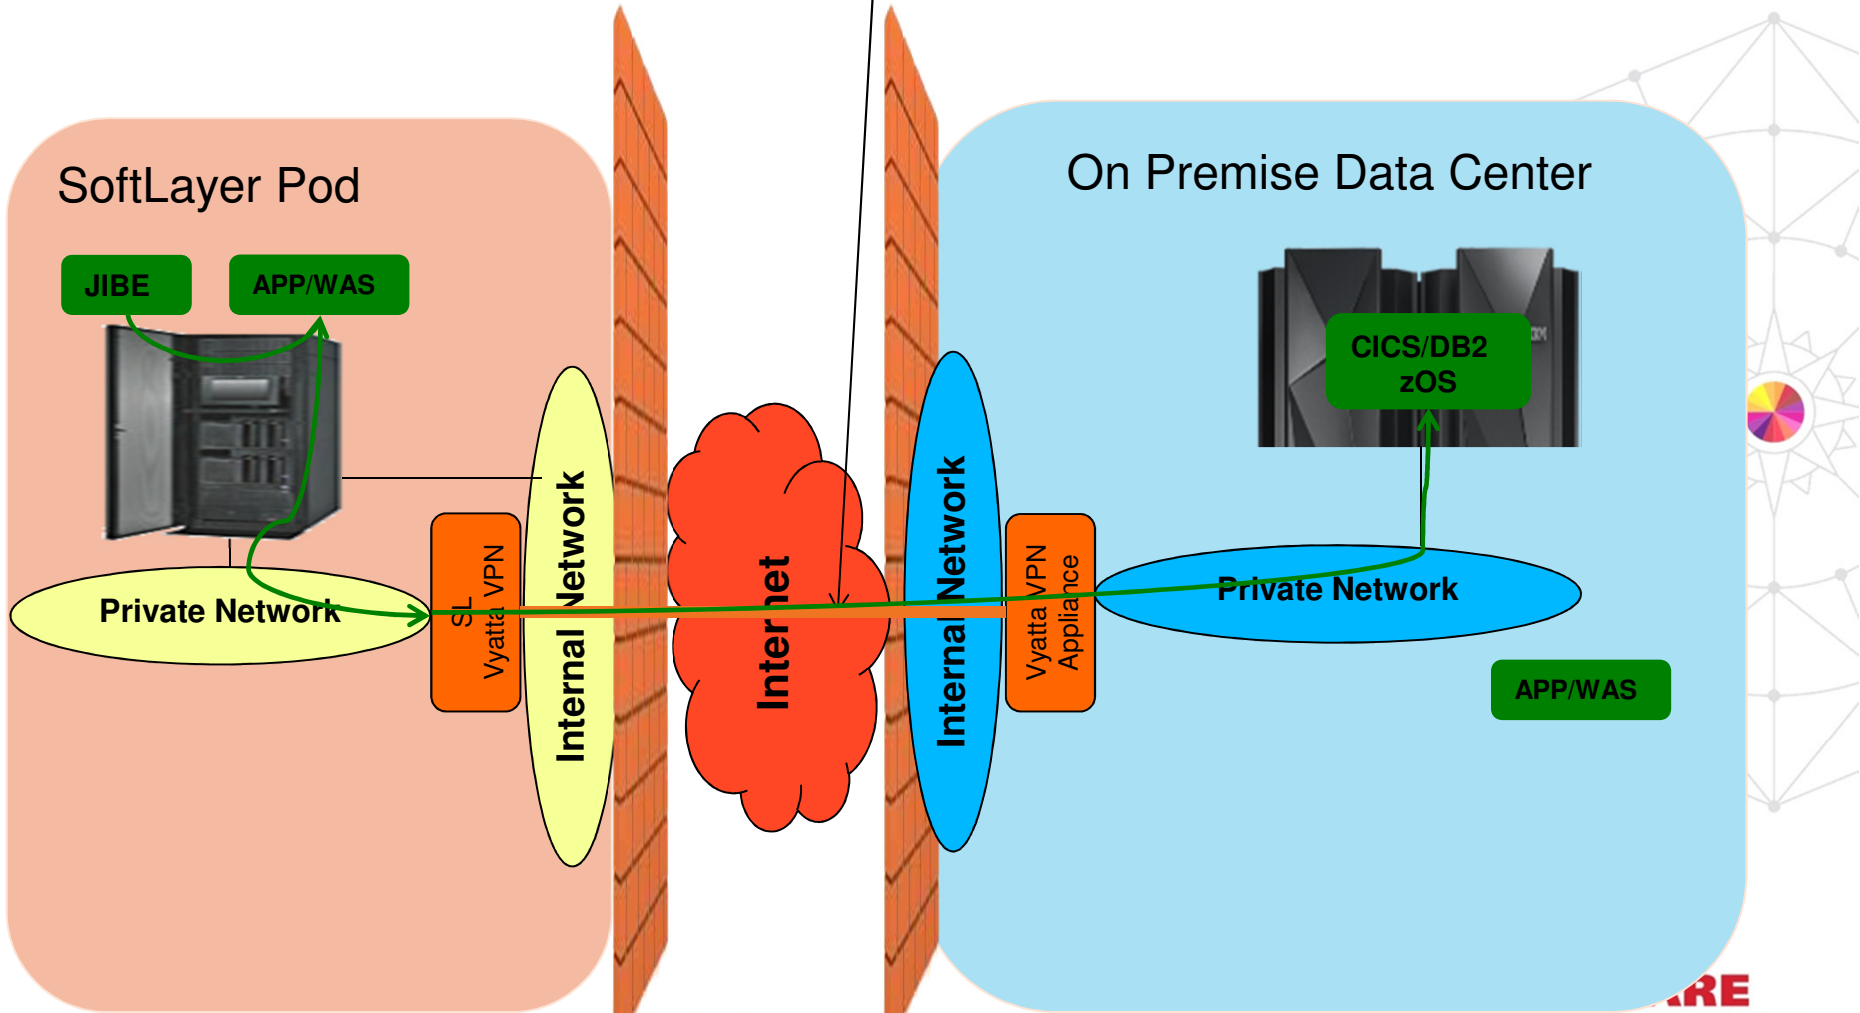 SoftLayer Pod
On Premise Data Center
JIBE
APP/WAS
CICS/DB2
zOS
Internal Network
Internet
Internal Network
SL
Vyatta VPN
Vyatta VPN
Appliance
Private Network
Private Network
APP/WAS